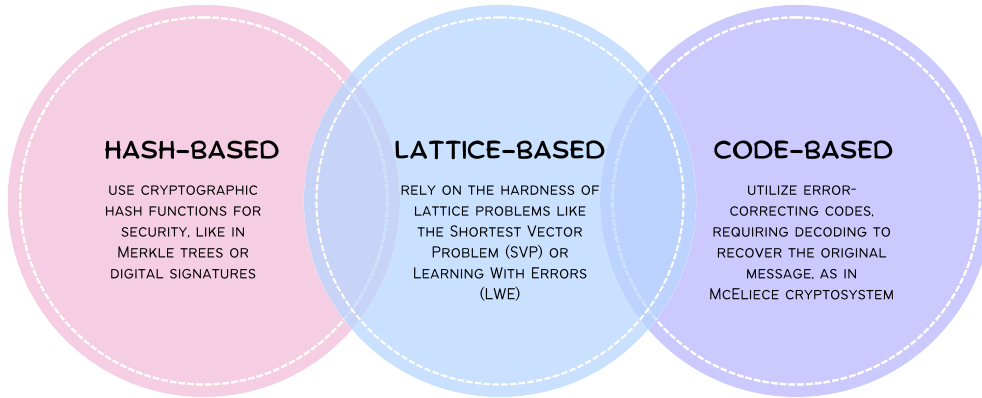 HASH-BASED
USE CRYPTOGRAPHIC
HASH FUNCTIONS FOR
SECURITY, LIKE IN
MERKLE TREES OR
DIGITAL SIGNATURES
LATTICE-BASED
RELY ON THE HARDNESS OF
LATTICE PROBLEMS LIKE
THE SHORTEST VECTOR
PROBLEM (SVP) OR
LEARNING WITH ERRORS
(LWE)
CODE-BASED
UTILIZE ERROR-
CORRECTING CODES,
REQUIRING DECODING TO
RECOVER THE ORIGINAL
MESSAGE, AS IN
MCELIECE CRYPTOSYSTEM